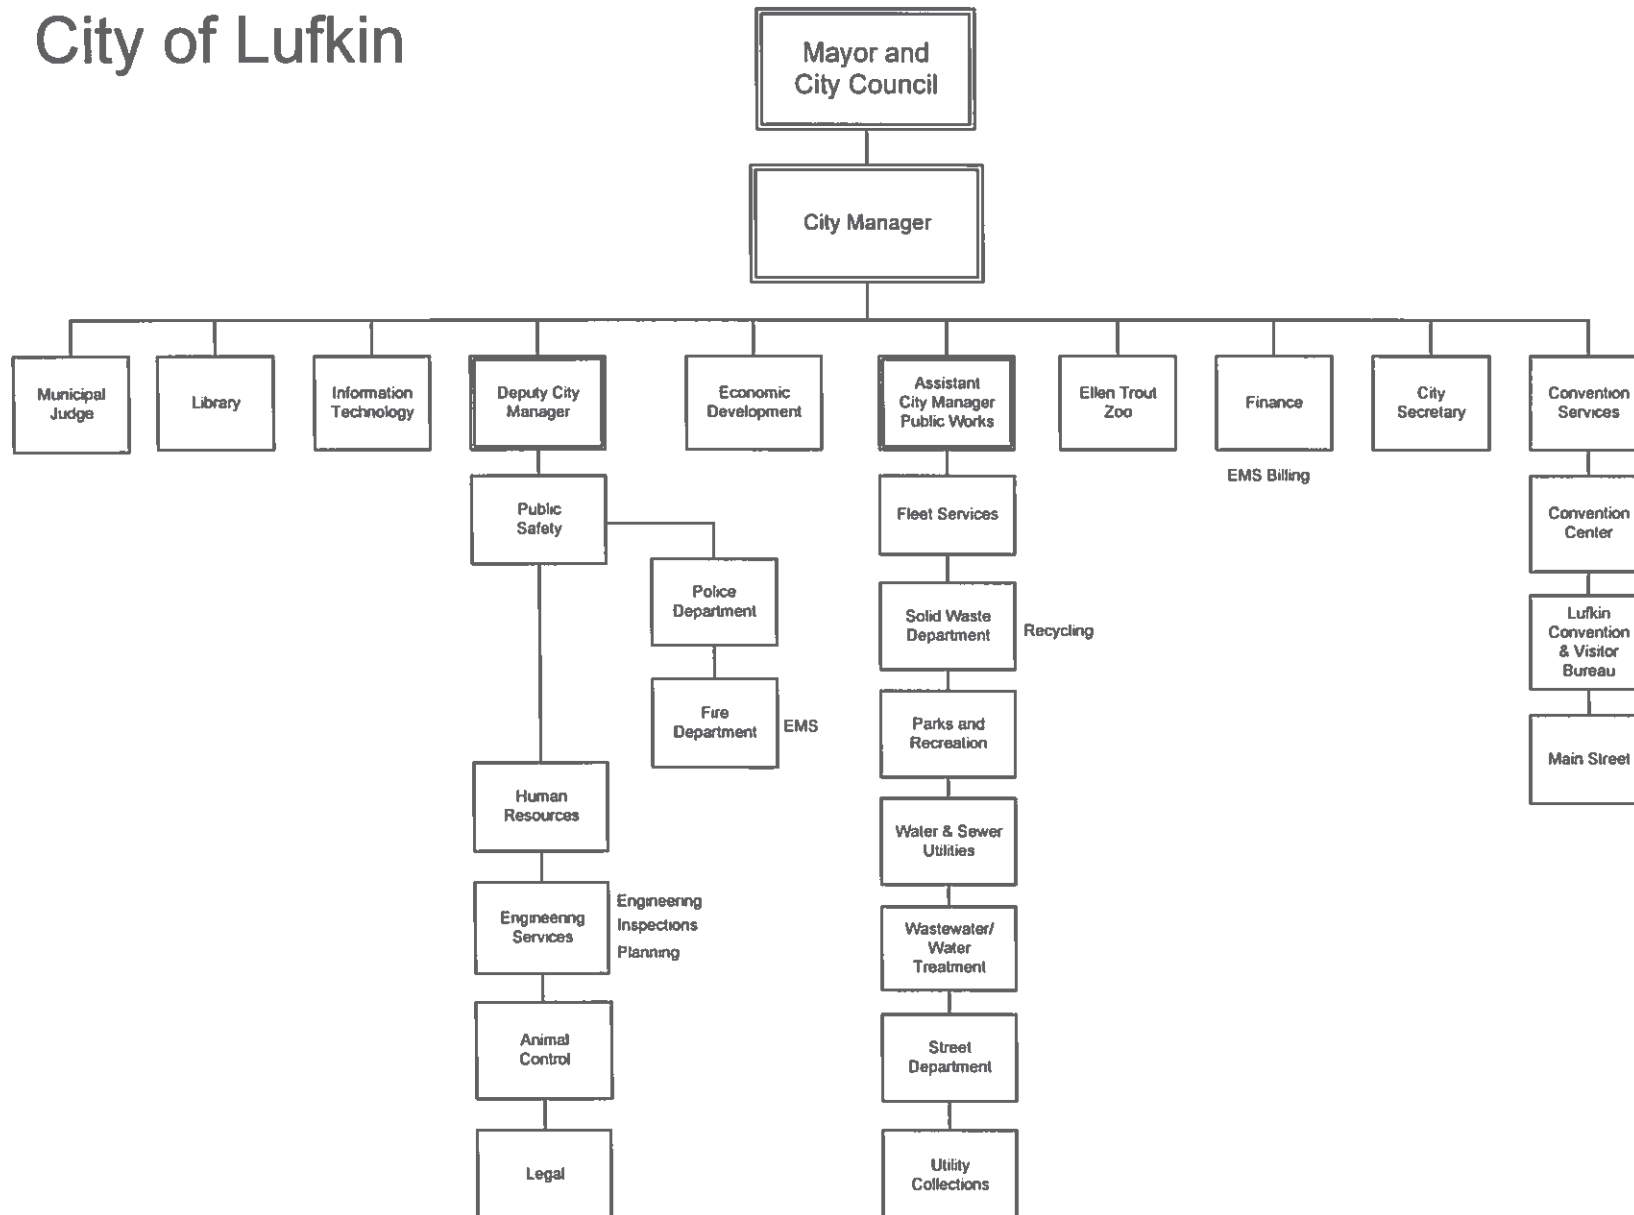 City of Lufkin
Mayor and
City Council
City Manager
Municipal
Judge
Library
Information
Technology
Deputy City
Manager
Economic
Development
Assistant
City Manager
Public Works
Ellen Trout
Zoo
Finance
City
Secretary
Convention
Services
EMS Billing
Public
Safety
Police
Department
Fire
Department
EMS
Human
Resources
Engineering
Services
Engineering
Inspections
Planning
Animal
Control
Legal
Fleet Services
Solid Waste
Department
Recycling
Parks and
Recreation
Water & Sewer
Utilities
Wastewater/
Water
Treatment
Street
Department
Utility
Collections
Convention
Center
Lufkin
Convention
& Visitor
Bureau
Main Street